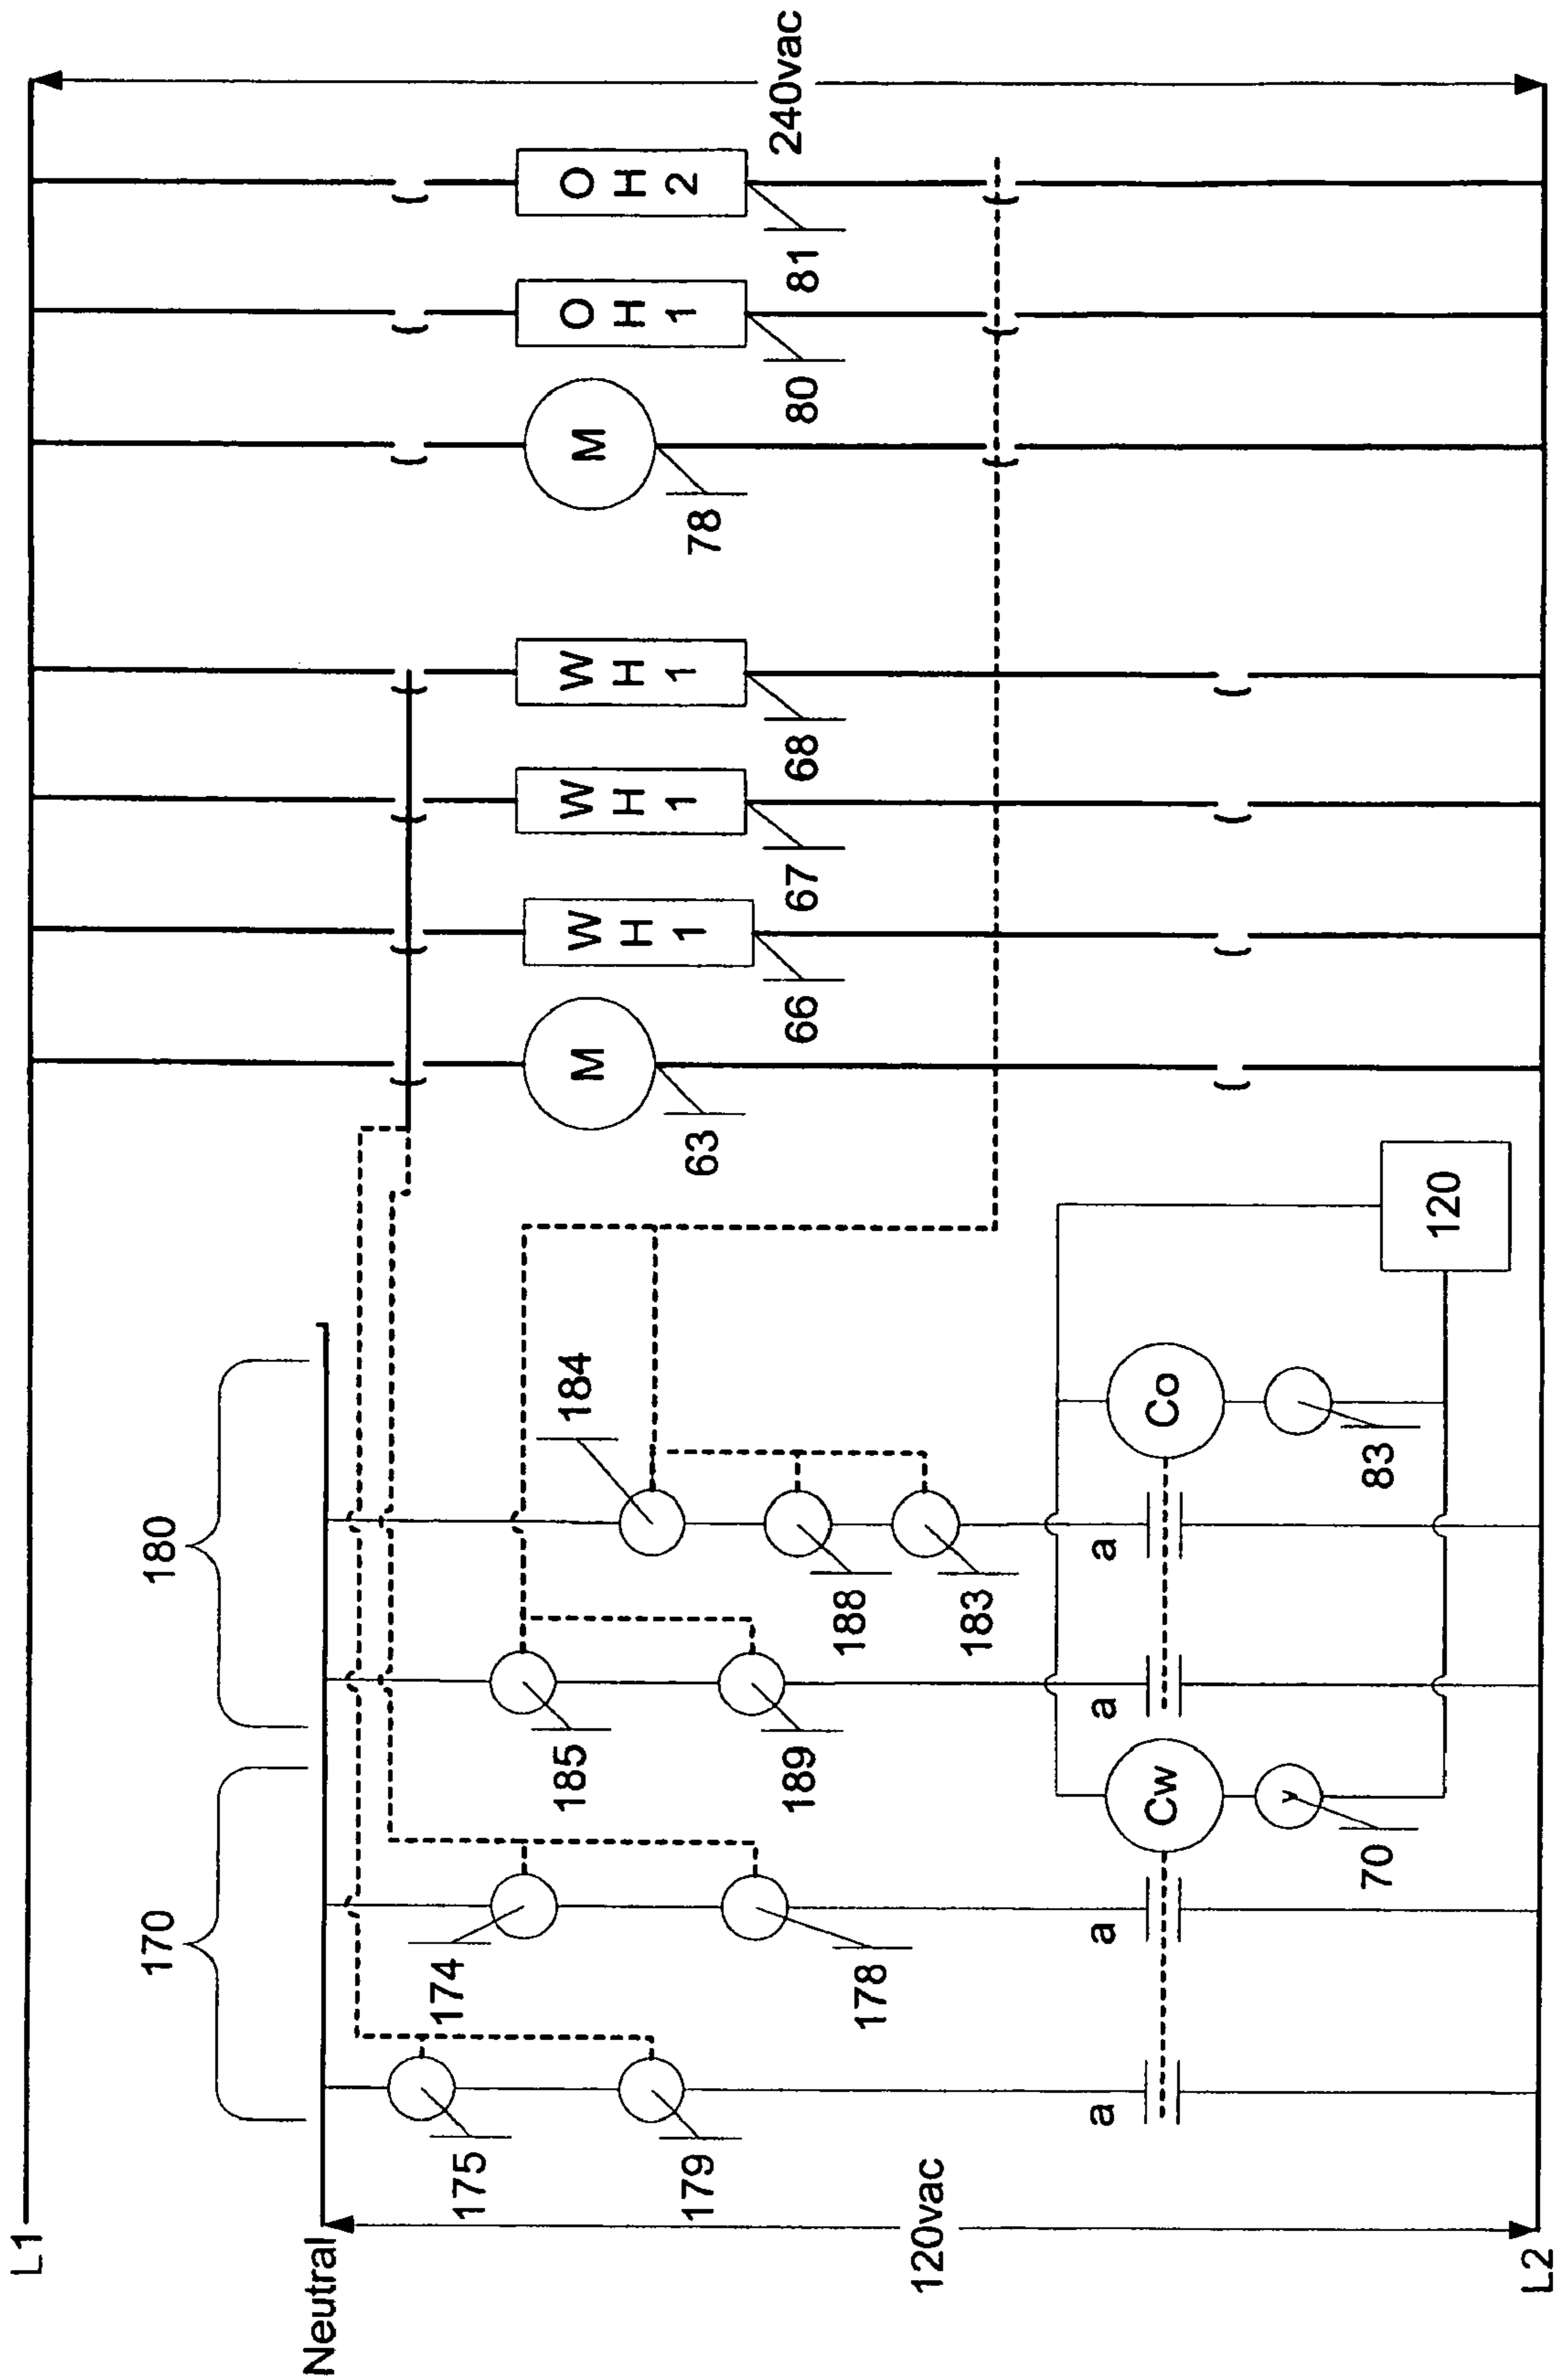 L1
Neutral
L2
120vac
240vac
170
180
175
179
174
178
185
189
184
188
183
a
a
a
a
Cw
Co
Y
70
83
120
M
63
W H 1
66
W H 1
67
W H 1
68
M
78
O H 1
80
O H 2
81